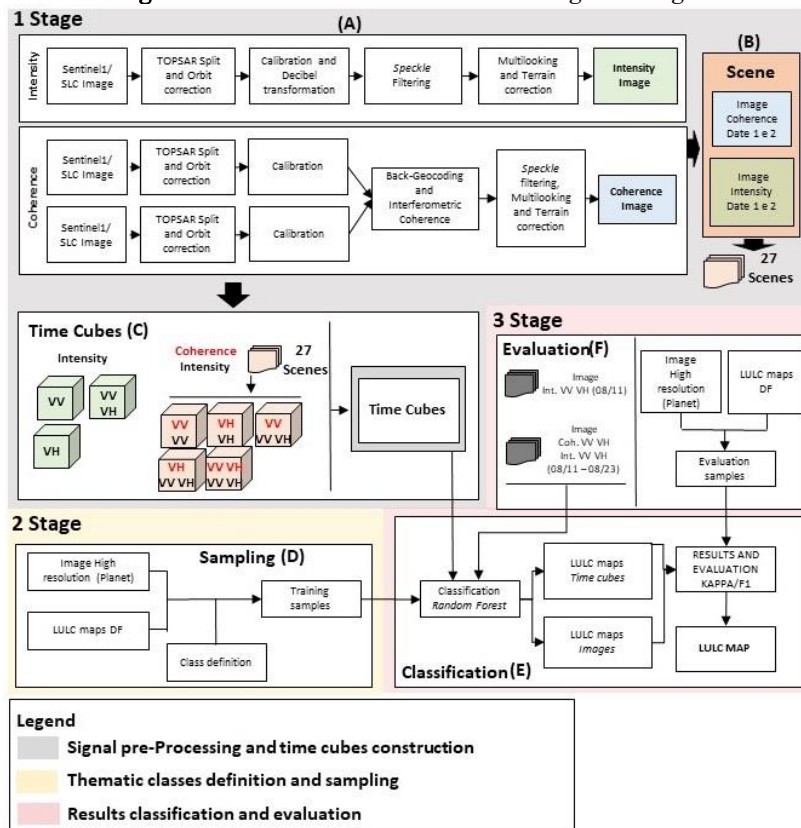 1 Stage
(A)
Intensity
Sentinel1/
SLC Image
TOPSAR Split
and Orbit
correction
Calibration and
Decibel
transformation
Speckle
Filtering
Multilooking
and Terrain
correction
Intensity
Image
Coherence
Sentinel1/
SLC Image
TOPSAR Split
and Orbit
correction
Calibration
Sentinel1/
SLC Image
TOPSAR Split
and Orbit
correction
Calibration
Back-Geocoding
and
Interferometric
Coherence
Speckle
filtering,
Multilooking
and Terrain
correction
Coherence
Image
(B)
Scene
Image
Coherence
Date 1 e 2
Image
Intensity
Date 1 e 2
27
Scenes
Time Cubes (C)
Intensity
VV
VV
VH
VH
Coherence
Intensity
27
Scenes
VV
VV
VH
VH
VV
VV VH
VH
VV VH
VV VH
VV VH
Time Cubes
3 Stage
Evaluation(F)
Image
Int. VV VH (08/11)
Image
Coh. VV VH
Int. VV VH
(08/11 – 08/23)
Image
High
resolution
(Planet)
LULC maps
DF
Evaluation
samples
2 Stage
Sampling (D)
Image High
resolution (Planet)
LULC maps DF
Class definition
Training
samples
Classification
Random Forest
LULC maps
Time cubes
LULC maps
Images
RESULTS AND
EVALUATION
KAPPA/F1
LULC MAP
Classification(E)
Legend
Signal pre-Processing and time cubes construction
Thematic classes definition and sampling
Results classification and evaluation